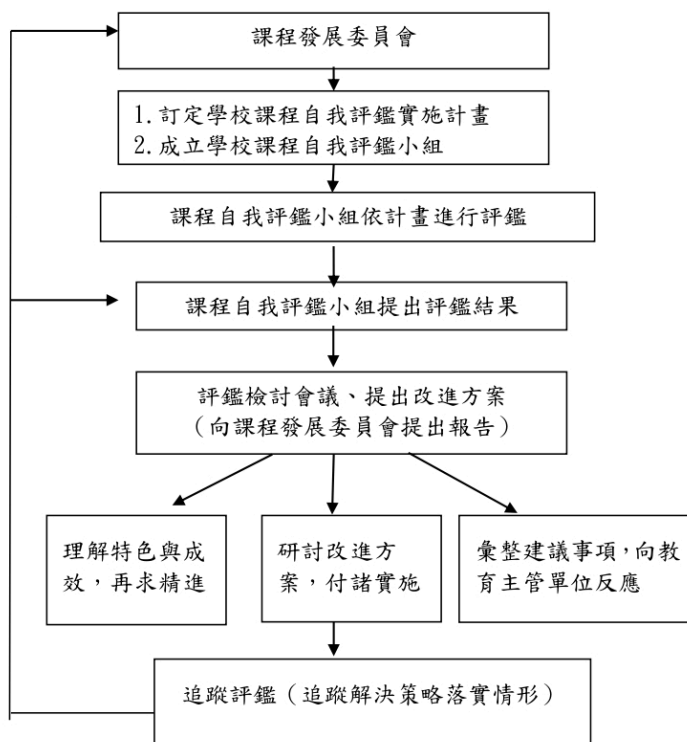 課程發展委員會
1.訂定學校課程自我評鑑實施計畫
2.成立學校課程自我評鑑小組
課程自我評鑑小組依計畫進行評鑑
課程自我評鑑小組提出評鑑結果
評鑑檢討會議、提出改進方案
（向課程發展委員會提出報告）
理解特色與成
效，再求精進
研討改進方
案，付諸實施
彙整建議事項，向教
育主管單位反應
追蹤評鑑（追蹤解決策略落實情形）